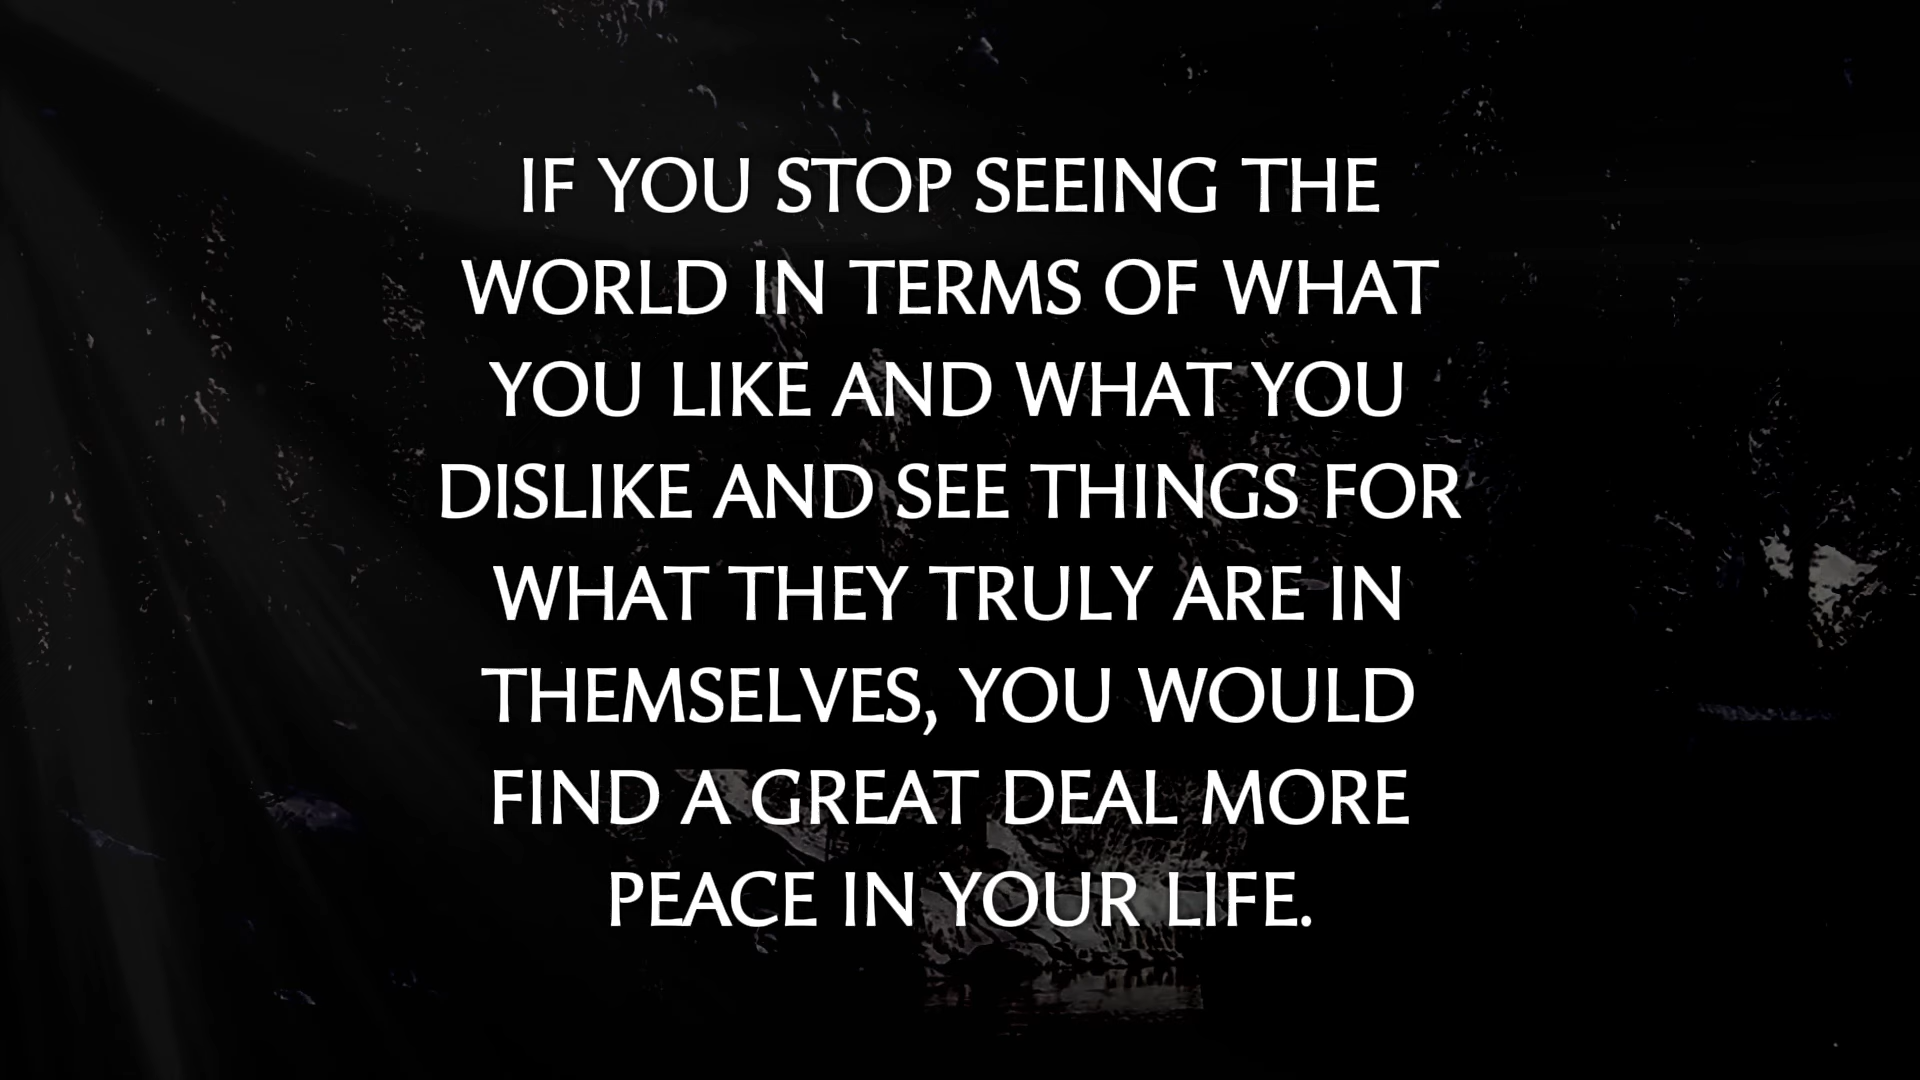 IF YOU STOP SEEING THE
WORLD IN TERMS OF WHAT
YOU LIKE AND WHAT YOU
DISLIKE AND SEE THINGS FOR
WHAT THEY TRULY ARE IN
THEMSELVES, YOU WOULD
FIND A GREAT DEAL MORE
PEACE IN YOUR LIFE.